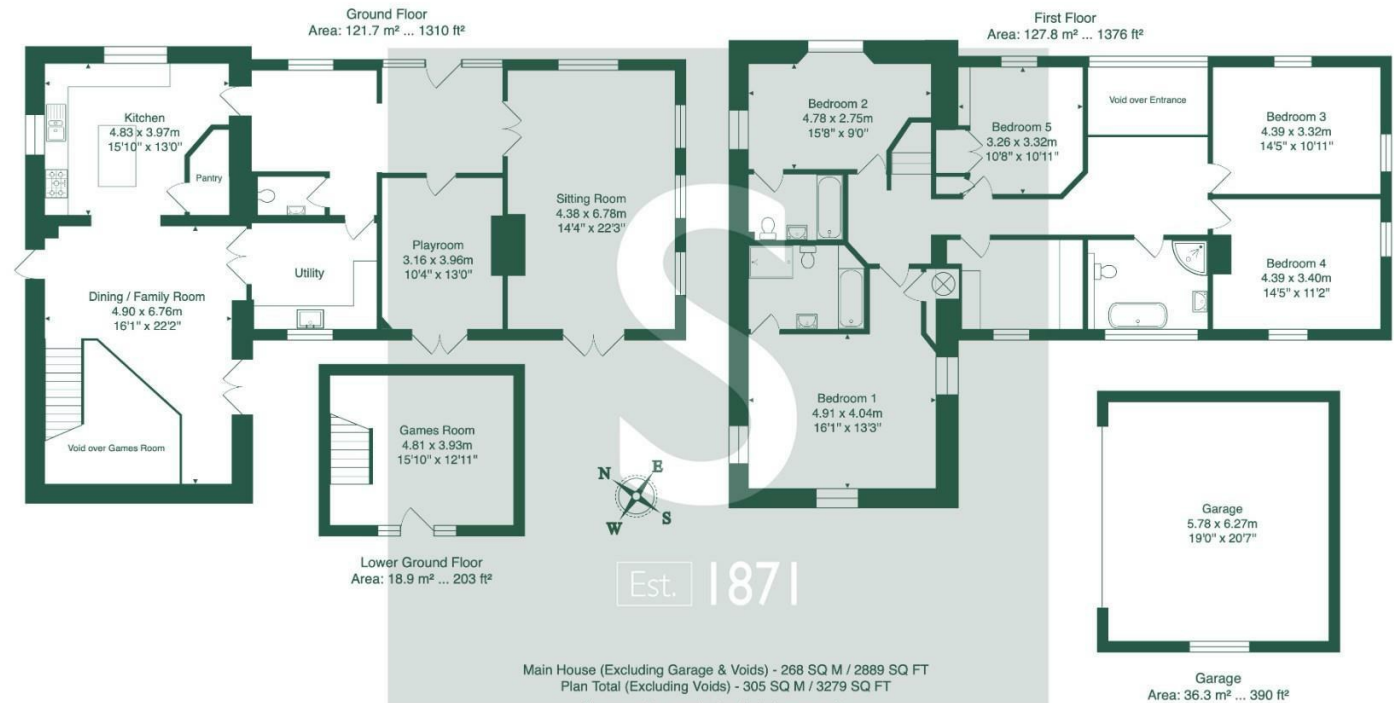 Ground Floor
Area: 121.7 m² ... 1310 ft²
Kitchen
4.83 x 3.97m
15'10" x 13'0"
Pantry
Utility
Playroom
3.16 x 3.96m
10'4" x 13'0"
Sitting Room
4.38 x 6.78m
14'4" x 22'3"
Dining / Family Room
4.90 x 6.76m
16'1" x 22'2"
Void over Games Room
Games Room
4.81 x 3.93m
15'10" x 12'11"
Lower Ground Floor
Area: 18.9 m² ... 203 ft²
First Floor
Area: 127.8 m² ... 1376 ft²
Bedroom 2
4.78 x 2.75m
15'8" x 9'0"
Bedroom 5
3.26 x 3.32m
10'8" x 10'11"
Void over Entrance
Bedroom 3
4.39 x 3.32m
14'5" x 10'11"
Bedroom 4
4.39 x 3.40m
14'5" x 11'2"
Bedroom 1
4.91 x 4.04m
16'1" x 13'3"
Garage
5.78 x 6.27m
19'0" x 20'7"
Garage
Area: 36.3 m² ... 390 ft²
S
N
E
W
S
Est. 1871
Main House (Excluding Garage & Voids) - 268 SQ M / 2889 SQ FT
Plan Total (Excluding Voids) - 305 SQ M / 3279 SQ FT